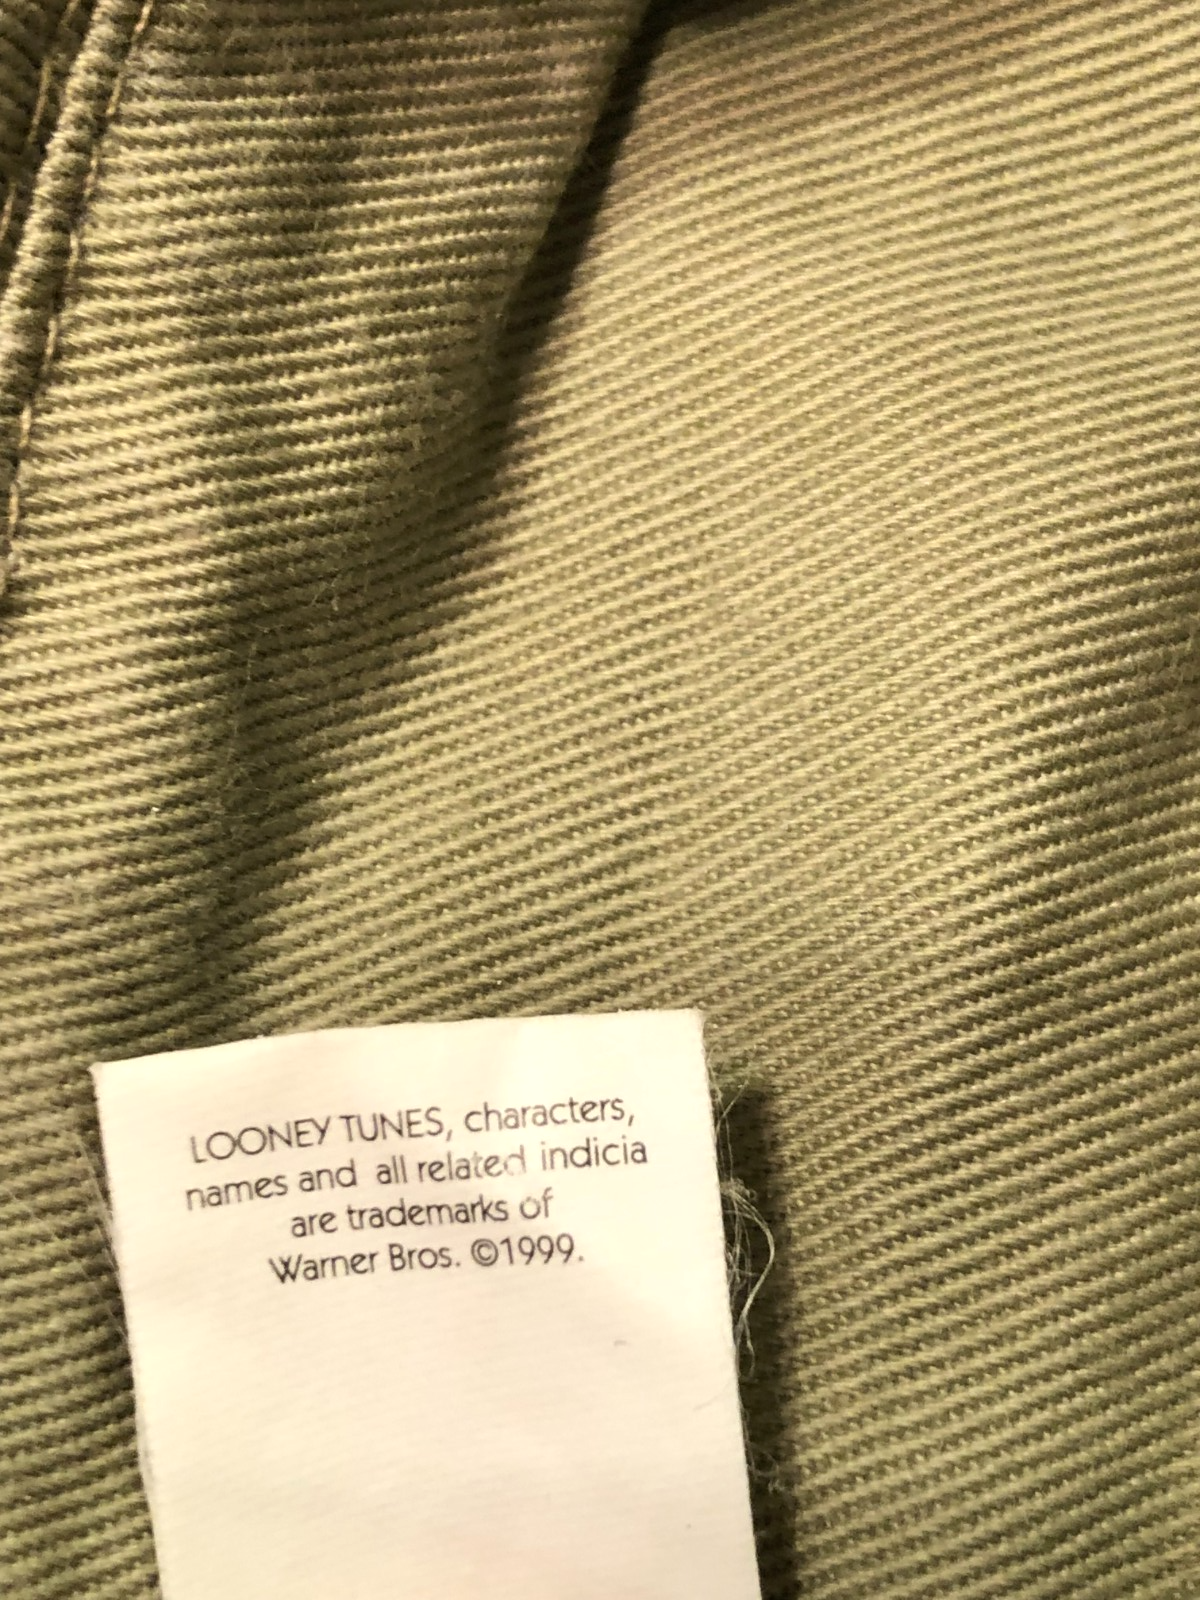 LOONEY TUNES, characters,
names and all related indicia
are trademarks of
Warner Bros. ©1999.